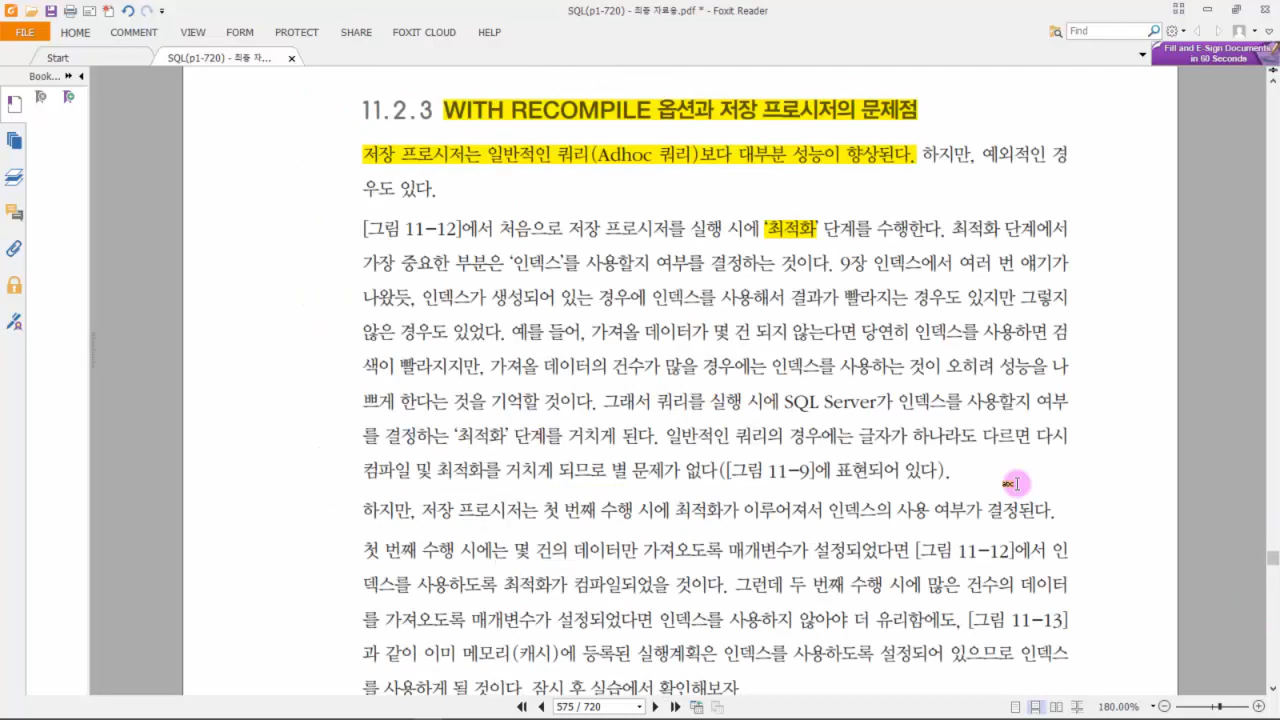 SQL(p1-720) - 최종 자료용.pdf * - Foxit Reader
FILE HOME COMMENT VIEW FORM PROTECT SHARE FOXIT CLOUD HELP
Find
Start SQL(p1-720) - 최종 자...
Fill and E-Sign Documents in 60 Seconds
Book...
11.2.3 WITH RECOMPILE 옵션과 저장 프로시저의 문제점
저장 프로시저는 일반적인 쿼리(Adhoc 쿼리)보다 대부분 성능이 향상된다. 하지만, 예외적인 경
우도 있다.
[그림 11-12]에서 처음으로 저장 프로시저를 실행 시에 ‘최적화’ 단계를 수행한다. 최적화 단계에서
가장 중요한 부분은 ‘인덱스’를 사용할지 여부를 결정하는 것이다. 9장 인덱스에서 여러 번 얘기가
나왔듯, 인덱스가 생성되어 있는 경우에 인덱스를 사용해서 결과가 빨라지는 경우도 있지만 그렇지
않은 경우도 있었다. 예를 들어, 가져올 데이터가 몇 건 되지 않는다면 당연히 인덱스를 사용하면 검
색이 빨라지지만, 가져올 데이터의 건수가 많을 경우에는 인덱스를 사용하는 것이 오히려 성능을 나
쁘게 한다는 것을 기억할 것이다. 그래서 쿼리를 실행 시에 SQL Server가 인덱스를 사용할지 여부
를 결정하는 ‘최적화’ 단계를 거치게 된다. 일반적인 쿼리의 경우에는 글자가 하나라도 다르면 다시
컴파일 및 최적화를 거치게 되므로 별 문제가 없다([그림 11-9]에 표현되어 있다).
하지만, 저장 프로시저는 첫 번째 수행 시에 최적화가 이루어져서 인덱스의 사용 여부가 결정된다.
첫 번째 수행 시에는 몇 건의 데이터만 가져오도록 매개변수가 설정되었다면 [그림 11-12]에서 인
덱스를 사용하도록 최적화가 컴파일되었을 것이다. 그런데 두 번째 수행 시에 많은 건수의 데이터
를 가져오도록 매개변수가 설정되었다면 인덱스를 사용하지 않아야 더 유리함에도, [그림 11-13]
과 같이 이미 메모리(캐시)에 등록된 실행계획은 인덱스를 사용하도록 설정되어 있으므로 인덱스
를 사용하게 될 것이다. 잠시 후 실습에서 확인해보자
575 / 720
180.00%